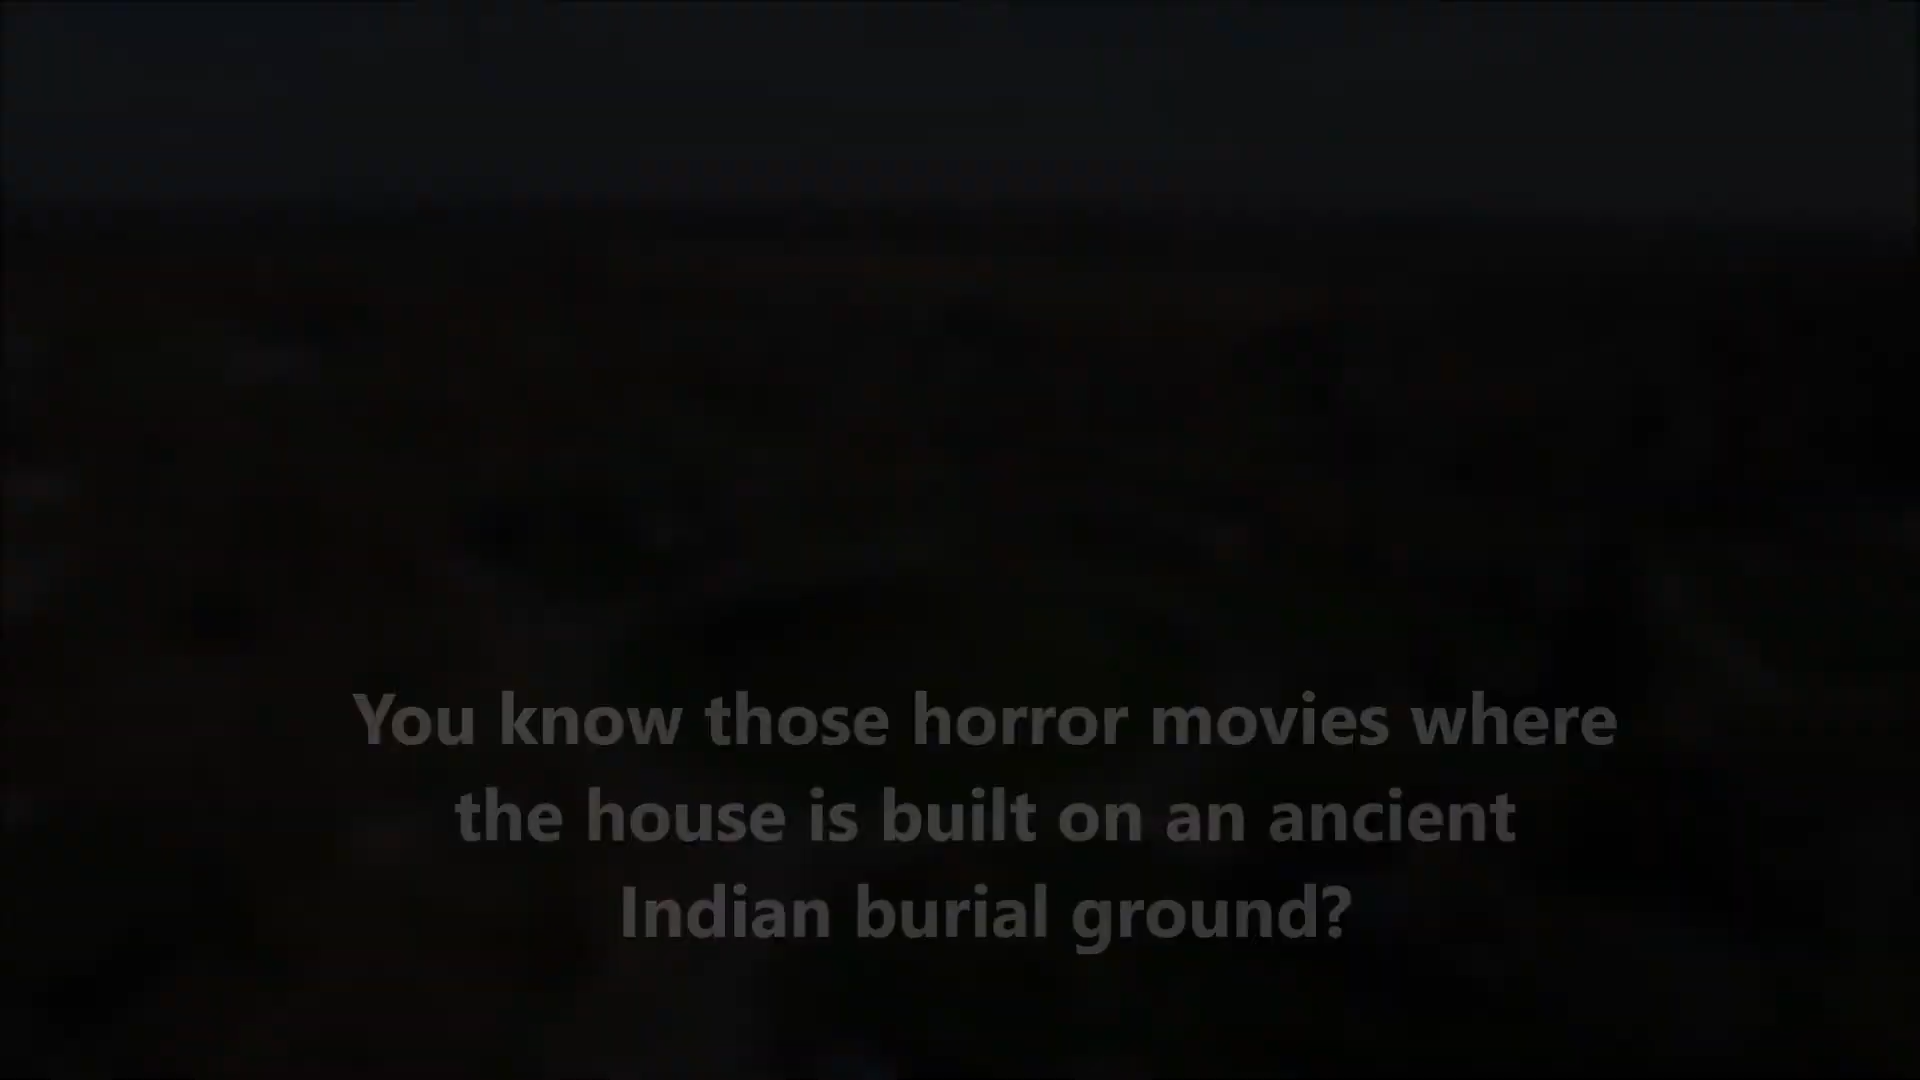 You know those horror movies where
the house is built on an ancient
Indian burial ground?